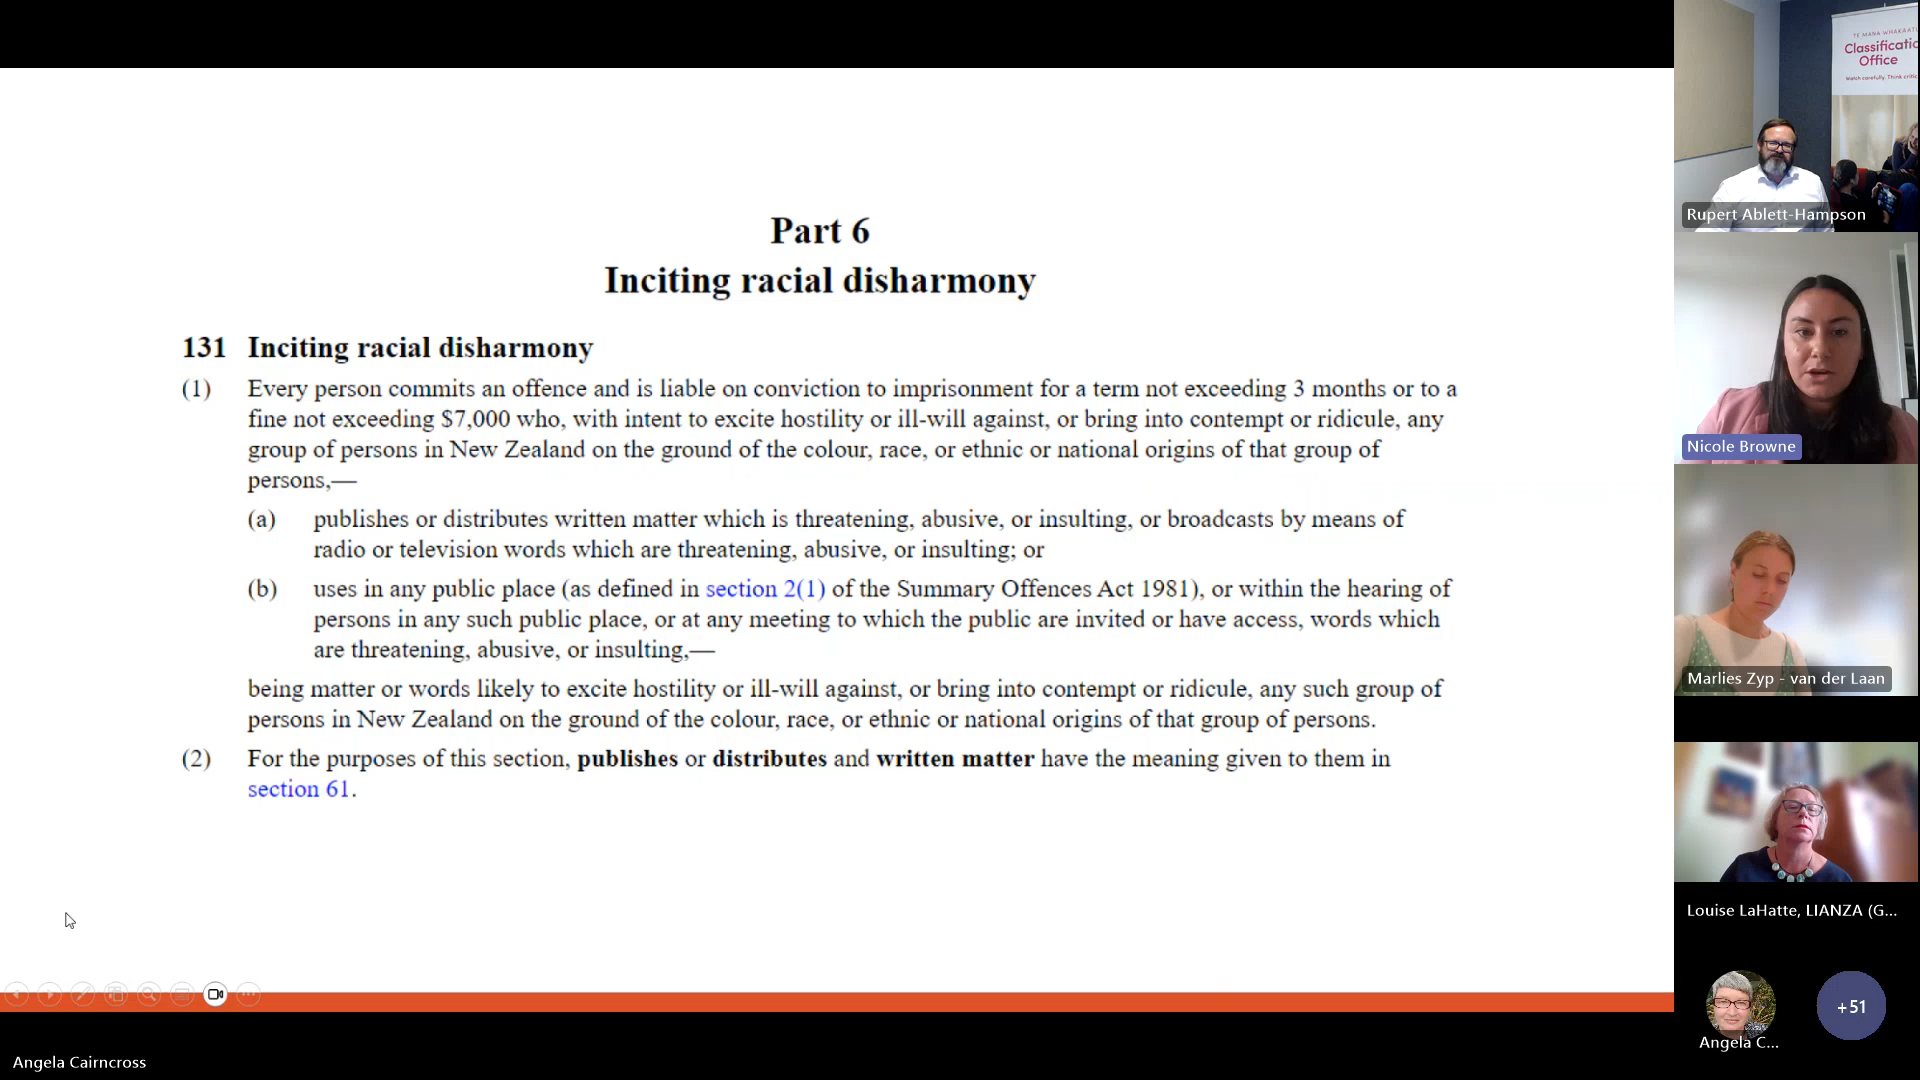 Part 6
Inciting racial disharmony
131 Inciting racial disharmony
(1) Every person commits an offence and is liable on conviction to imprisonment for a term not exceeding 3 months or to a
fine not exceeding $7,000 who, with intent to excite hostility or ill-will against, or bring into contempt or ridicule, any
group of persons in New Zealand on the ground of the colour, race, or ethnic or national origins of that group of
persons,—
(a) publishes or distributes written matter which is threatening, abusive, or insulting, or broadcasts by means of
radio or television words which are threatening, abusive, or insulting; or
(b) uses in any public place (as defined in section 2(1) of the Summary Offences Act 1981), or within the hearing of
persons in any such public place, or at any meeting to which the public are invited or have access, words which
are threatening, abusive, or insulting,—
being matter or words likely to excite hostility or ill-will against, or bring into contempt or ridicule, any such group of
persons in New Zealand on the ground of the colour, race, or ethnic or national origins of that group of persons.
(2) For the purposes of this section, publishes or distributes and written matter have the meaning given to them in
section 61.
Angela Cairncross
TE MANA WHAKAATU
Classificatio
Office
Watch carefully. Think critic
Rupert Ablett-Hampson
Nicole Browne
Marlies Zyp - van der Laan
Louise LaHatte, LIANZA (G...
Angela C...
+51